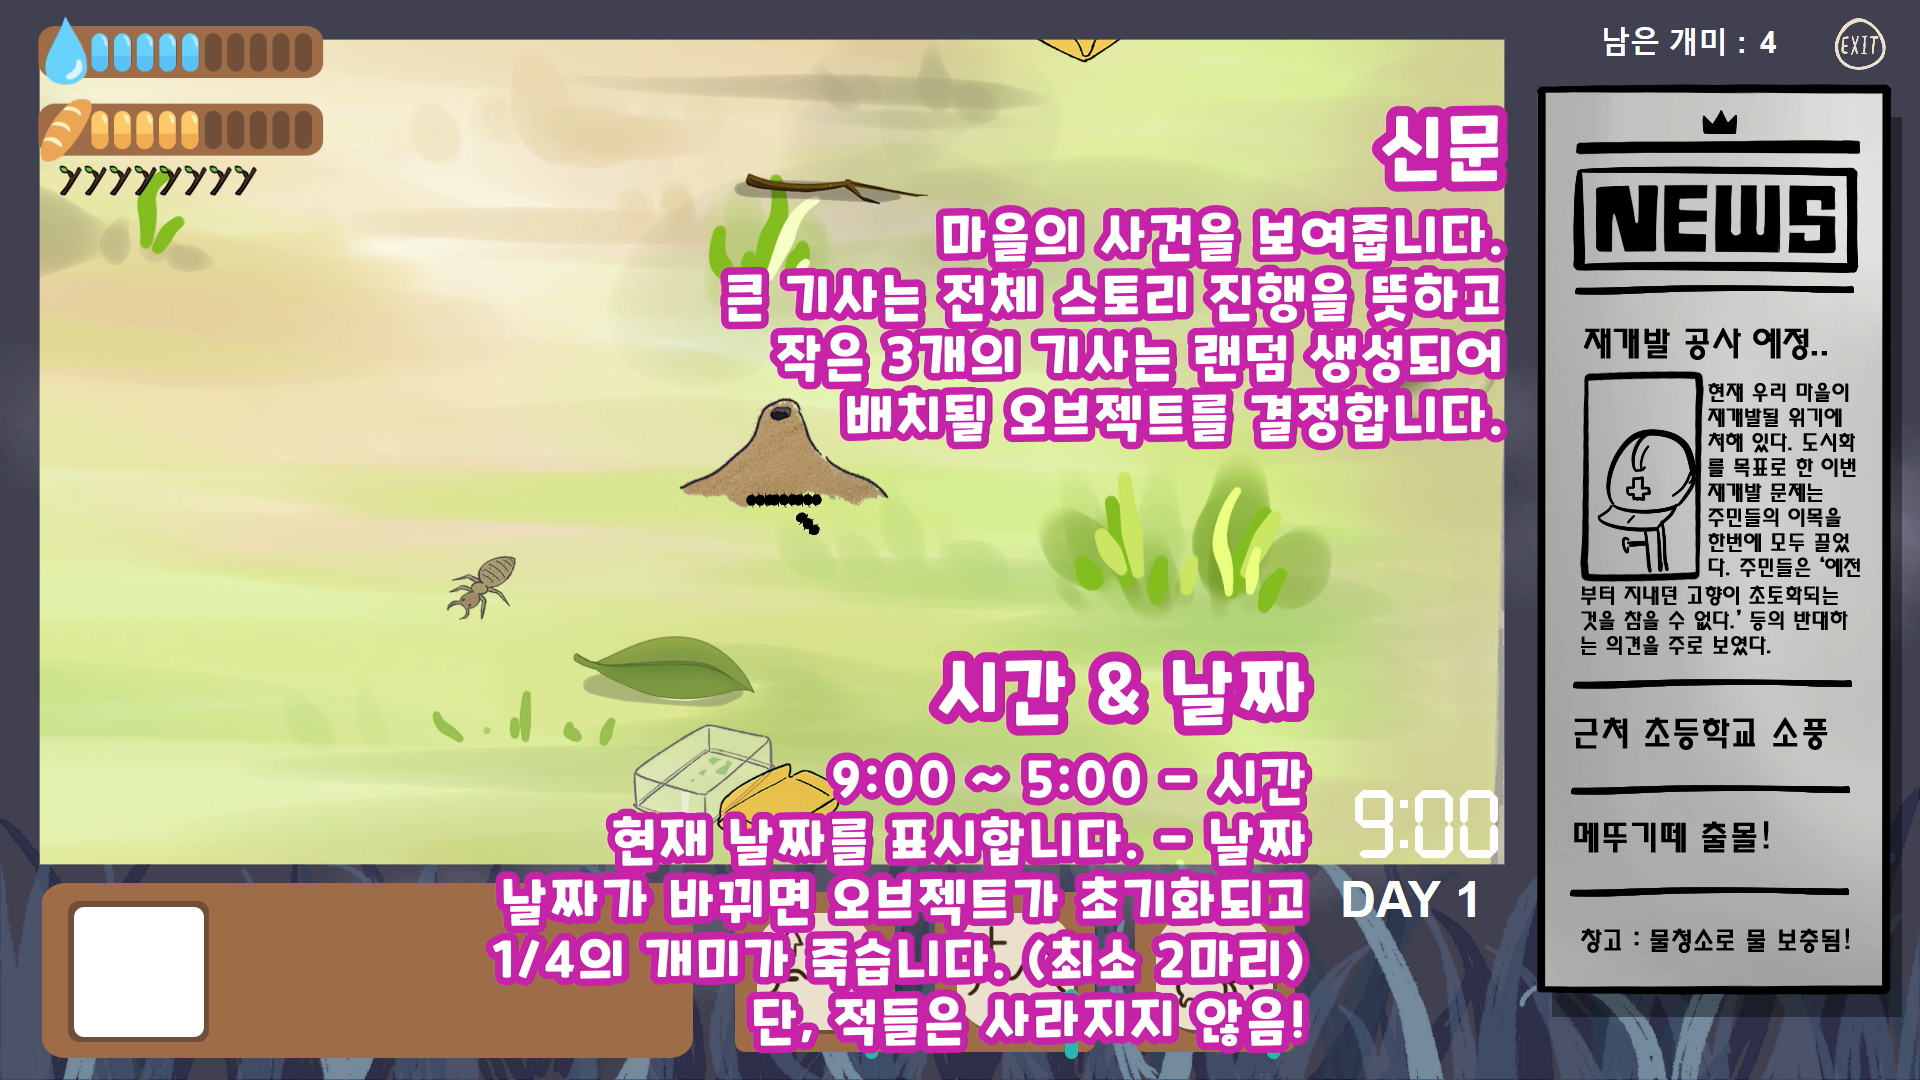 남은 개미 : 4
EXIT
신문
마을의 사건을 보여줍니다.
큰 기사는 전체 스토리 진행을 뜻하고
작은 3개의 기사는 랜덤 생성되어
배치될 오브젝트를 결정합니다.
시간 & 날짜
9:00 ~ 5:00 - 시간
현재 날짜를 표시합니다. - 날짜
날짜가 바뀌면 오브젝트가 초기화되고
1/4의 개미가 죽습니다. (최소 2마리)
단, 적들은 사라지지 않음!
9:00
DAY 1
NEWS
재개발 공사 예정..
현재 우리 마을이
재개발될 위기에
처해 있다. 도시화
를 목표로 한 이번
재개발 문제는
주민들의 이목을
한번에 모두 끌었
다. 주민들은 '예전
부터 지내던 고향이 초토화되는
것을 참을 수 없다.' 등의 반대하
는 의견을 주로 보였다.
근처 초등학교 소풍
메뚜기떼 출몰!
창고 : 물청소로 물 보충됨!